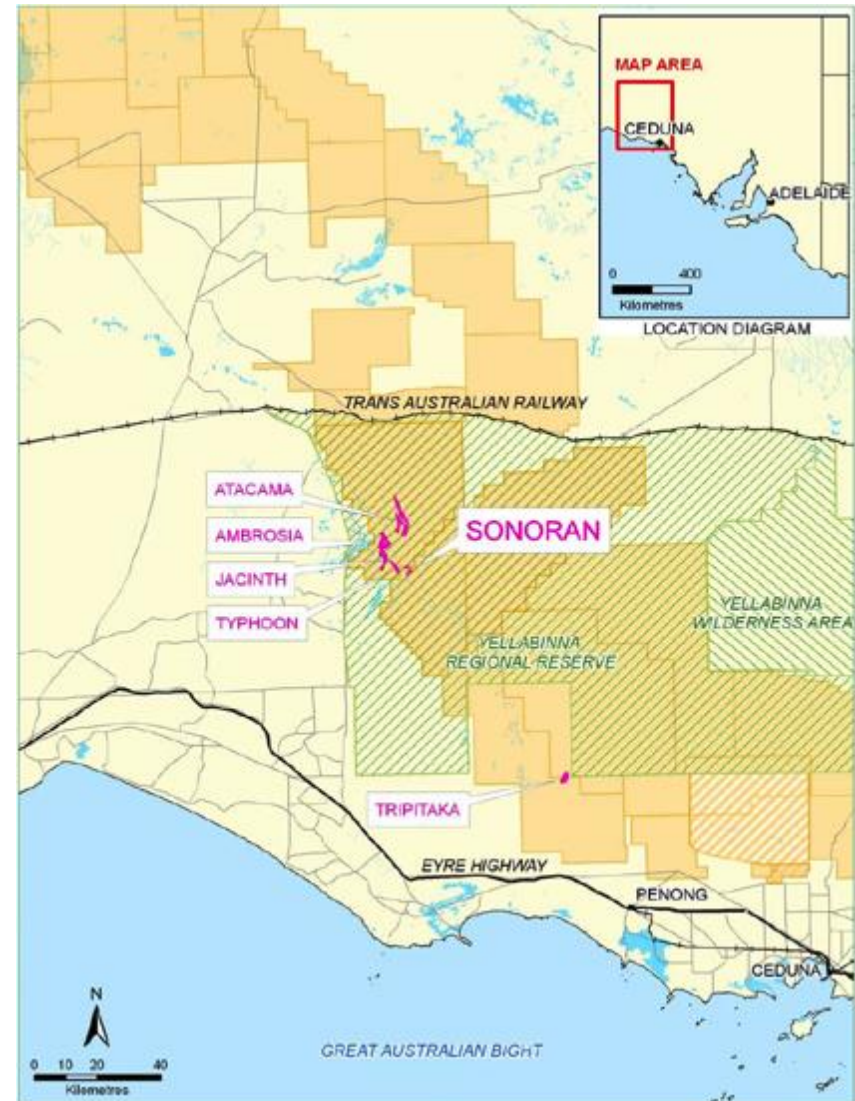 MAP AREA
CEDUNA
ADELAIDE
0 400
Kilometres
LOCATION DIAGRAM
TRANS AUSTRALIAN RAILWAY
ATACAMA
AMBROSIA
SONORAN
JACINTH
TYPHOON
YELLABINNA
WILDERNESS AREA
YELLABINNA
REGIONAL RESERVE
TRIPITAKA
EYRE HIGHWAY
PENONG
CEDUNA
N
GREAT AUSTRALIAN BIGHT
0 10 20 40
Kilometres